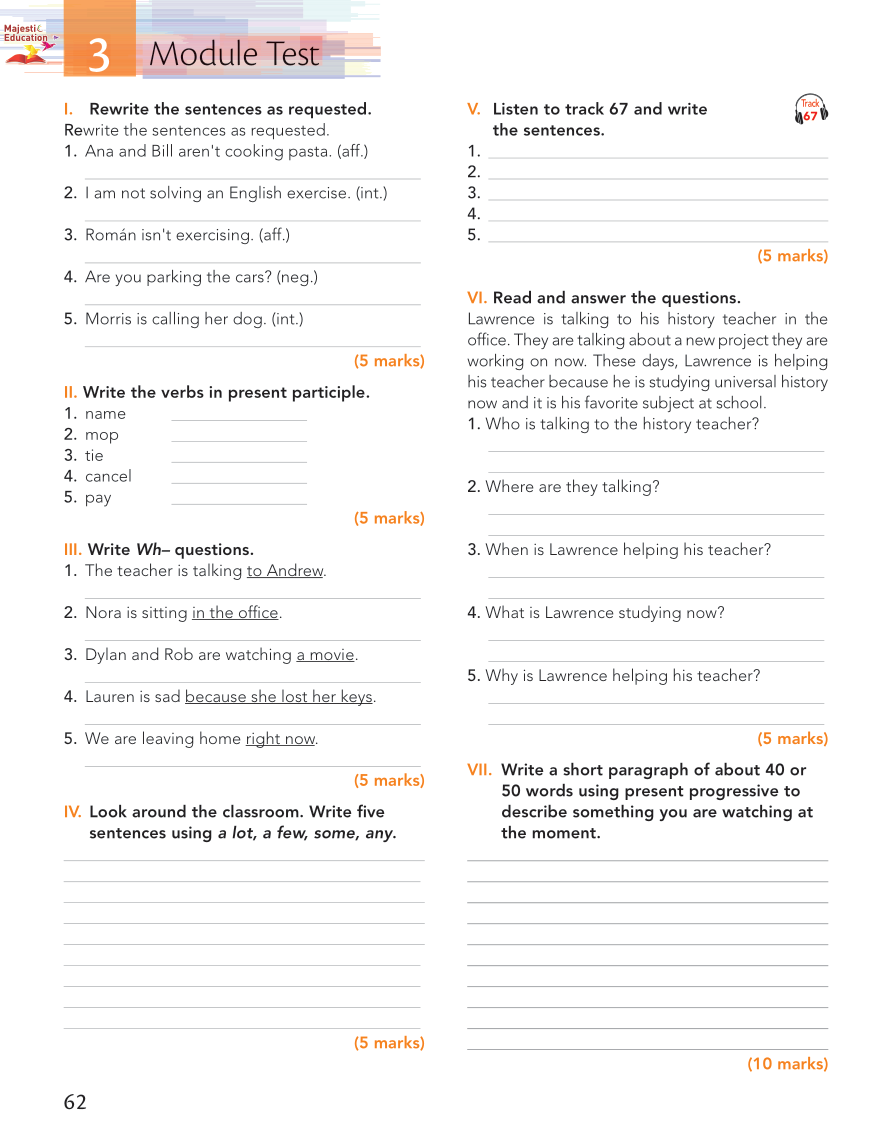 Majestic
Education
3
Module Test
I. Rewrite the sentences as requested.
Rewrite the sentences as requested.
1. Ana and Bill aren't cooking pasta. (aff.)
2. I am not solving an English exercise. (int.)
3. Román isn't exercising. (aff.)
4. Are you parking the cars? (neg.)
5. Morris is calling her dog. (int.)
(5 marks)
II. Write the verbs in present participle.
1. name
2. mop
3. tie
4. cancel
5. pay
(5 marks)
III. Write Wh– questions.
1. The teacher is talking to Andrew.
2. Nora is sitting in the office.
3. Dylan and Rob are watching a movie.
4. Lauren is sad because she lost her keys.
5. We are leaving home right now.
(5 marks)
IV. Look around the classroom. Write five
sentences using a lot, a few, some, any.
(5 marks)
V. Listen to track 67 and write
the sentences.
Track
67
1.
2.
3.
4.
5.
(5 marks)
VI. Read and answer the questions.
Lawrence is talking to his history teacher in the
office. They are talking about a new project they are
working on now. These days, Lawrence is helping
his teacher because he is studying universal history
now and it is his favorite subject at school.
1. Who is talking to the history teacher?
2. Where are they talking?
3. When is Lawrence helping his teacher?
4. What is Lawrence studying now?
5. Why is Lawrence helping his teacher?
(5 marks)
VII. Write a short paragraph of about 40 or
50 words using present progressive to
describe something you are watching at
the moment.
(10 marks)
62